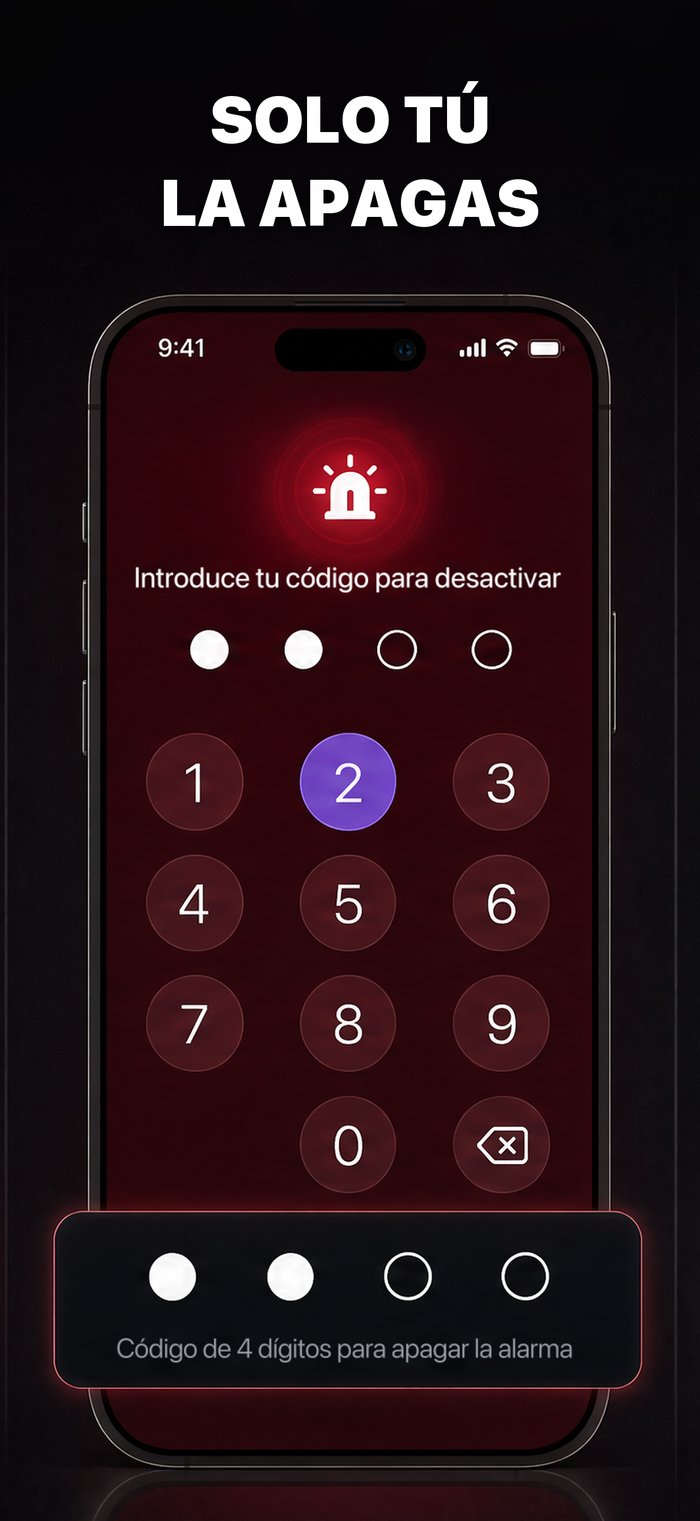 SOLO TÚ
LA APAGAS
9:41
Introduce tu código para desactivar
1 2 3
4 5 6
7 8 9
0
Código de 4 dígitos para apagar la alarma